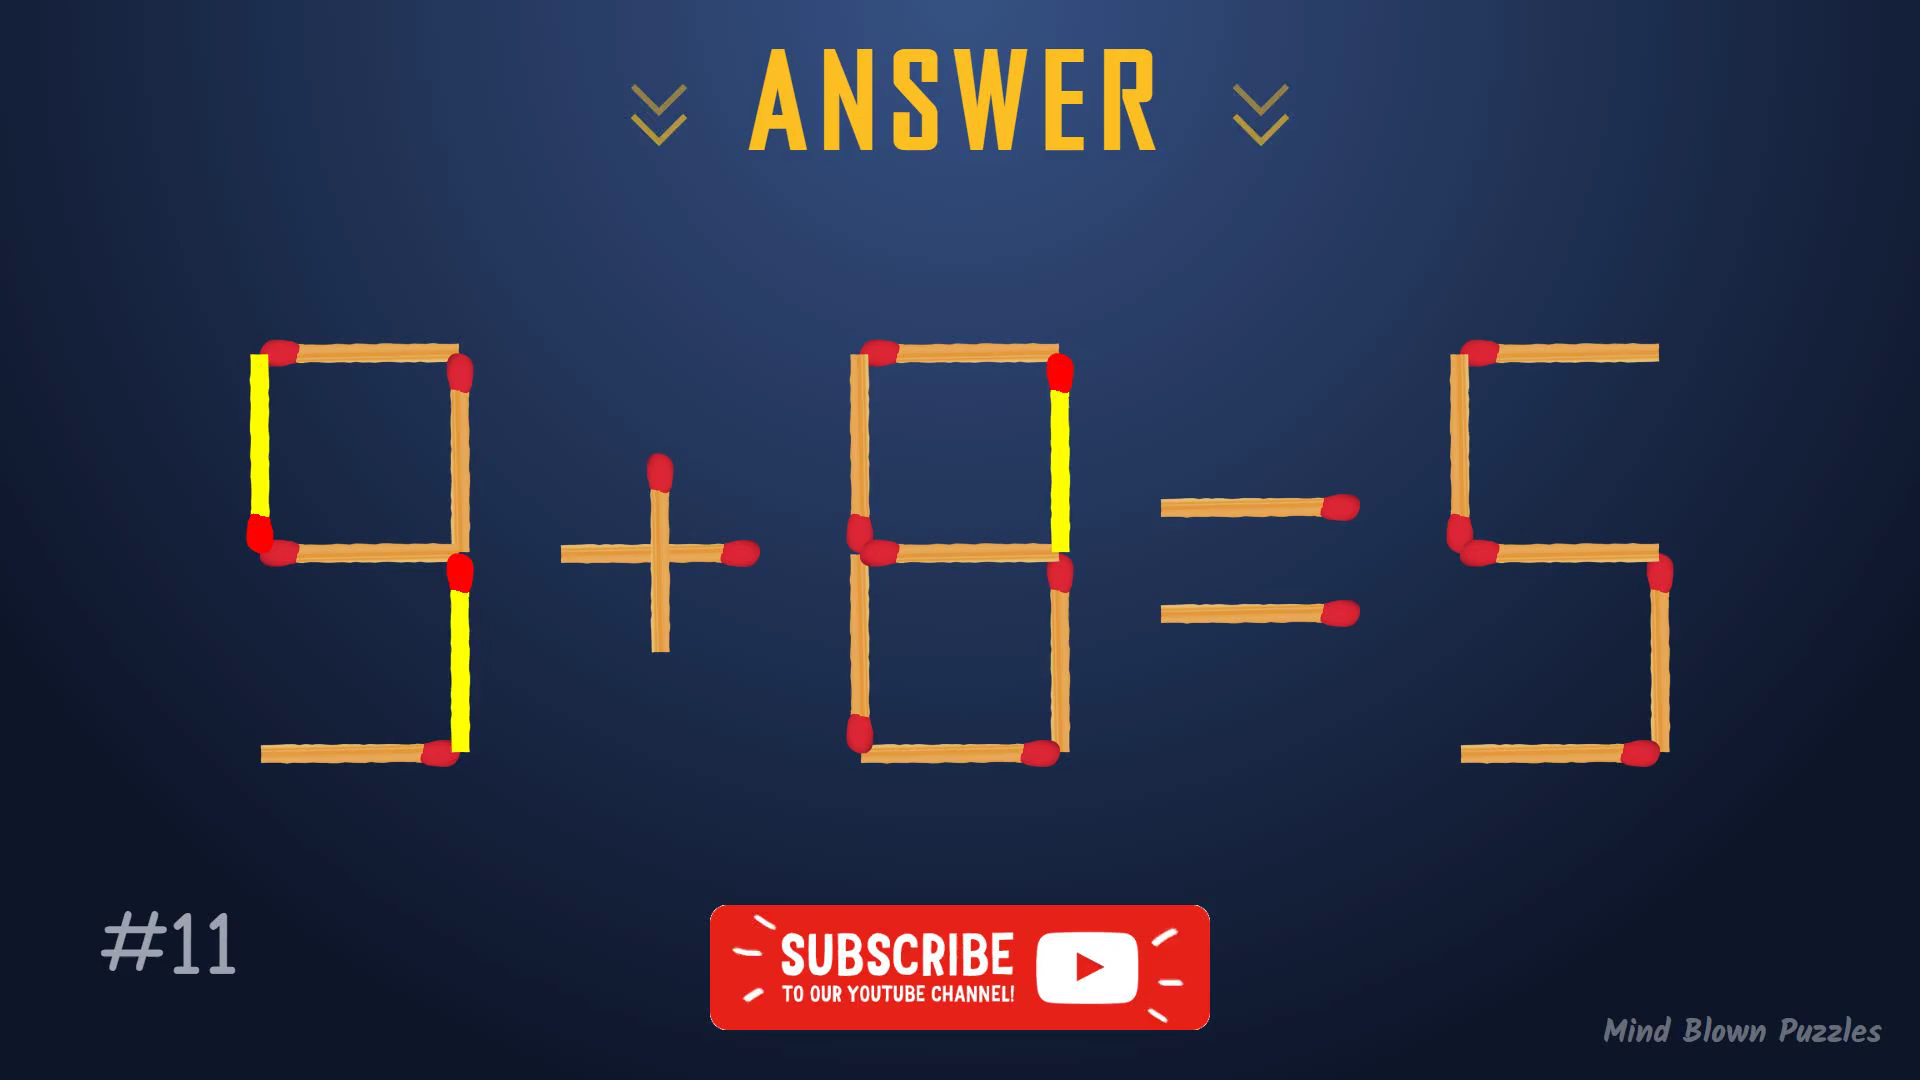 ANSWER
9+8=5
#11
SUBSCRIBE
TO OUR YOUTUBE CHANNEL!
Mind Blown Puzzles